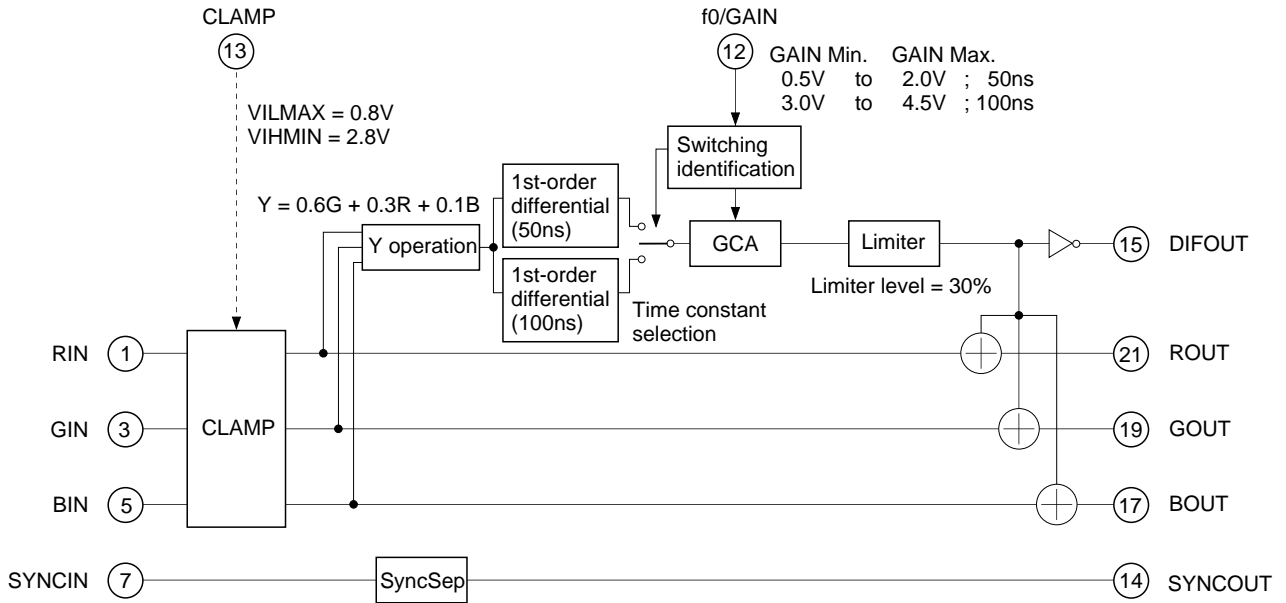 CLAMP
13
VILMAX = 0.8V
VIHMIN = 2.8V
f0/GAIN
12
GAIN Min. GAIN Max.
0.5V to 2.0V ; 50ns
3.0V to 4.5V ; 100ns
Switching
identification
Y = 0.6G + 0.3R + 0.1B
Y operation
1st-order
differential
(50ns)
1st-order
differential
(100ns)
Time constant
selection
GCA
Limiter
Limiter level = 30%
15 DIFOUT
RIN 1
21 ROUT
GIN 3
CLAMP
19 GOUT
BIN 5
17 BOUT
SYNCIN 7
SyncSep
14 SYNCOUT